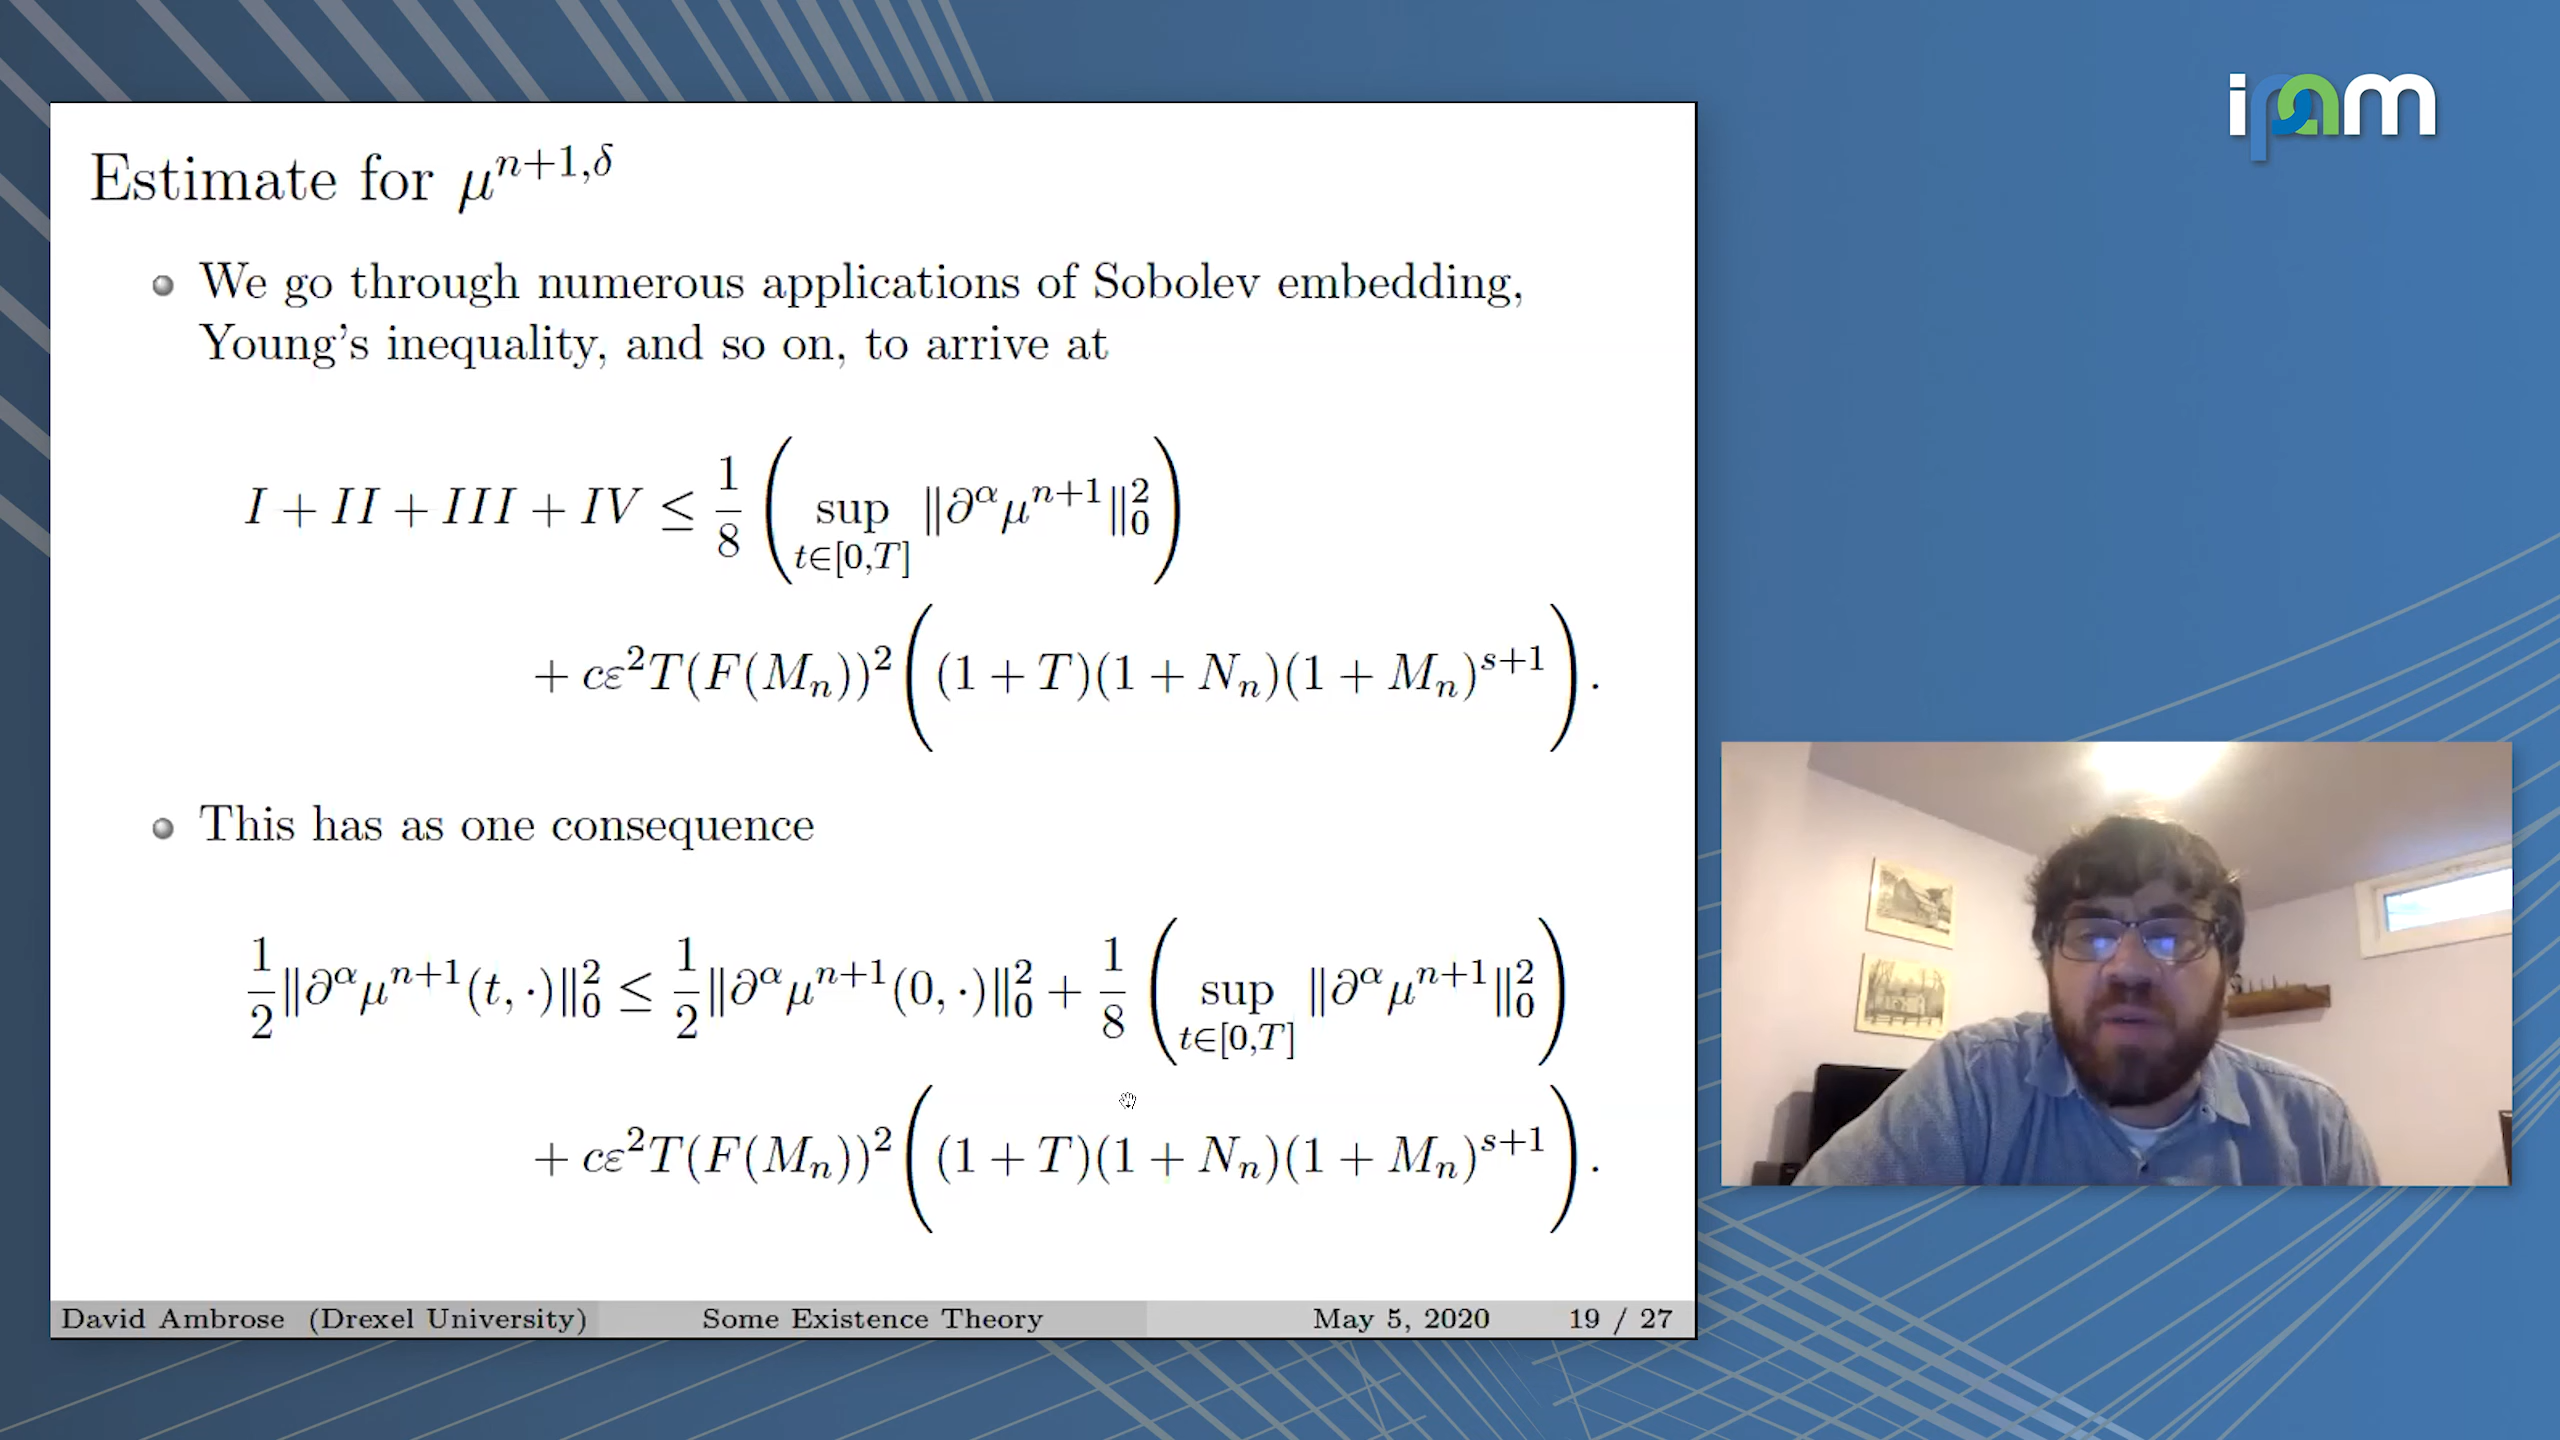 ipam
Estimate for μ^{n+1,δ}
We go through numerous applications of Sobolev embedding,
Young's inequality, and so on, to arrive at
I + II + III + IV ≤ \frac{1}{8} ( \sup_{t∈[0,T]} ‖∂^α μ^{n+1}‖_0^2 )
+ cε^2 T(F(M_n))^2 ( (1 + T)(1 + N_n)(1 + M_n)^{s+1} ) .
This has as one consequence
\frac{1}{2}‖∂^α μ^{n+1}(t, ·)‖_0^2 ≤ \frac{1}{2}‖∂^α μ^{n+1}(0, ·)‖_0^2 + \frac{1}{8} ( \sup_{t∈[0,T]} ‖∂^α μ^{n+1}‖_0^2 )
+ cε^2 T(F(M_n))^2 ( (1 + T)(1 + N_n)(1 + M_n)^{s+1} ) .
David Ambrose (Drexel University) Some Existence Theory May 5, 2020 19 / 27